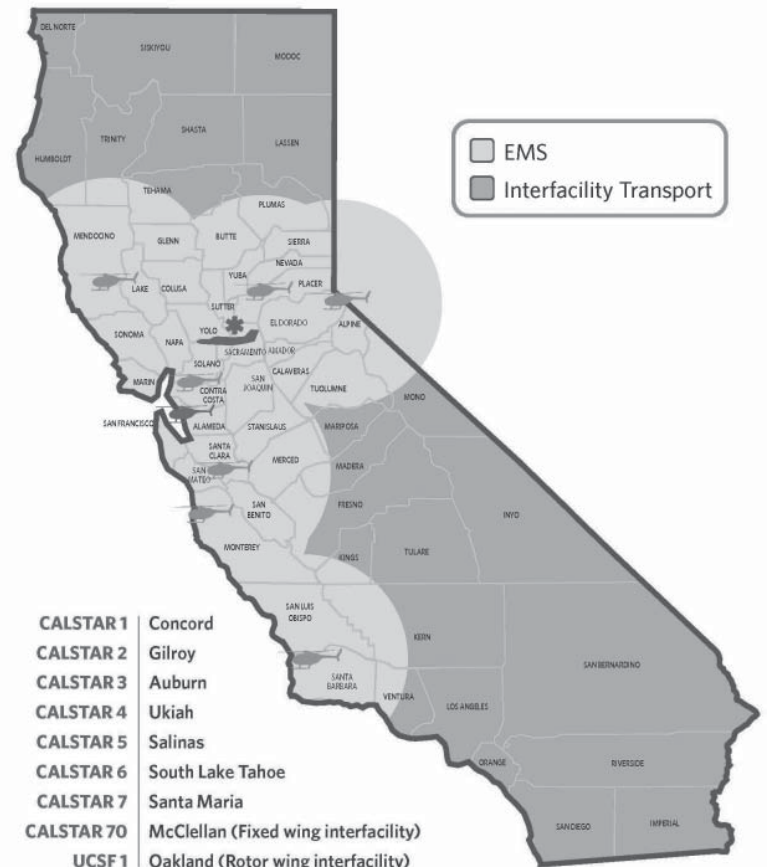 DEL NORTE
SISKIYOU
MODOC
HUMBOLDT
TRINITY
SHASTA
LASSEN
EMS
Interfacility Transport
TEHAMA
PLUMAS
MENDOCINO
GLENN
BUTTE
SIERRA
NEVADA
YUBA
PLACER
LAKE
COLUSA
SUTTER
SONOMA
NAPA
YOLO
EL DORADO
ALPINE
SACRAMENTO
AMADOR
SOLANO
CALAVERAS
MARIN
CONTRA
COSTA
SAN
JOAQUIN
TUOLUMNE
MONO
SAN FRANCISCO
ALAMEDA
STANISLAUS
MARIPOSA
SANTA
CLARA
SAN
MATEO
MERCED
MADERA
FRESNO
SAN
BENITO
INYO
MONTEREY
KINGS
TULARE
SAN LUIS
OBISPO
KERN
SAN BERNARDINO
SANTA
BARBARA
VENTURA
LOS ANGELES
ORANGE
RIVERSIDE
SAN DIEGO
IMPERIAL
CALSTAR 1 Concord
CALSTAR 2 Gilroy
CALSTAR 3 Auburn
CALSTAR 4 Ukiah
CALSTAR 5 Salinas
CALSTAR 6 South Lake Tahoe
CALSTAR 7 Santa Maria
CALSTAR 70 McClellan (Fixed wing interfacility)
UCSF 1 Oakland (Rotor wing interfacility)